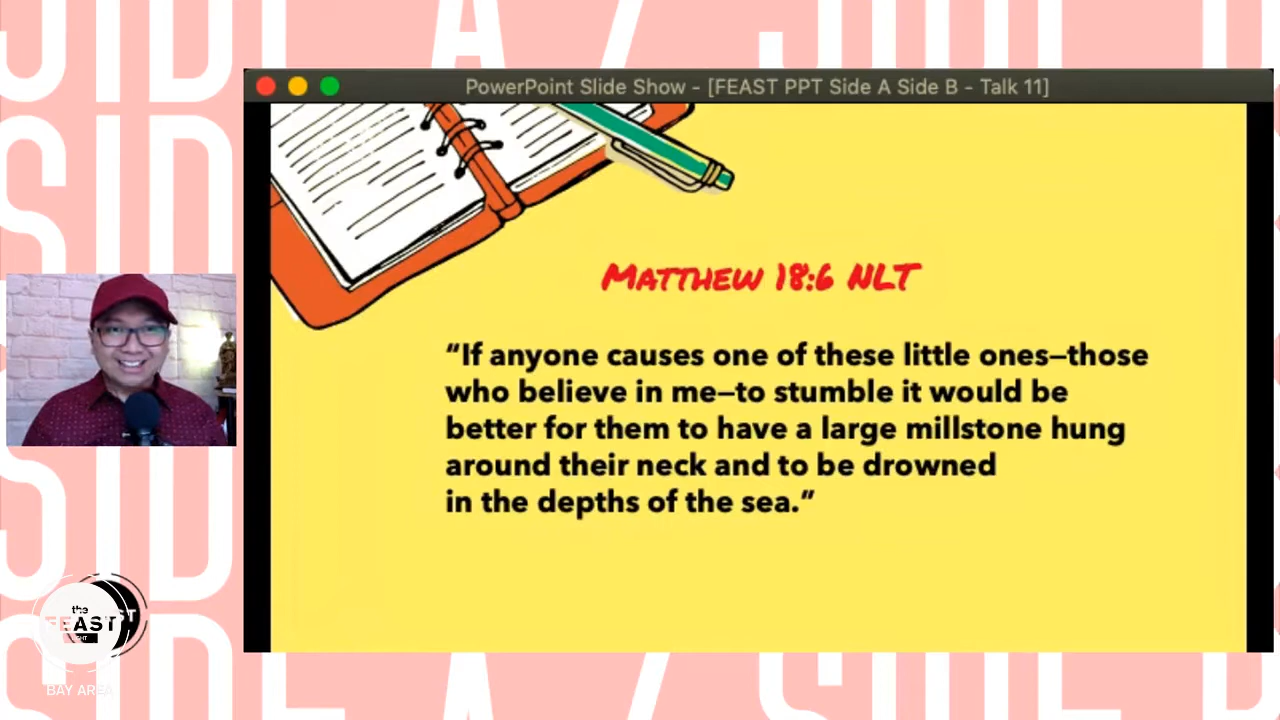 PowerPoint Slide Show - [FEAST PPT Side A Side B - Talk 11]
MATTHEW 18:6 NLT
“If anyone causes one of these little ones–those
who believe in me–to stumble it would be
better for them to have a large millstone hung
around their neck and to be drowned
in the depths of the sea.”
the
FEAST
BAY AREA